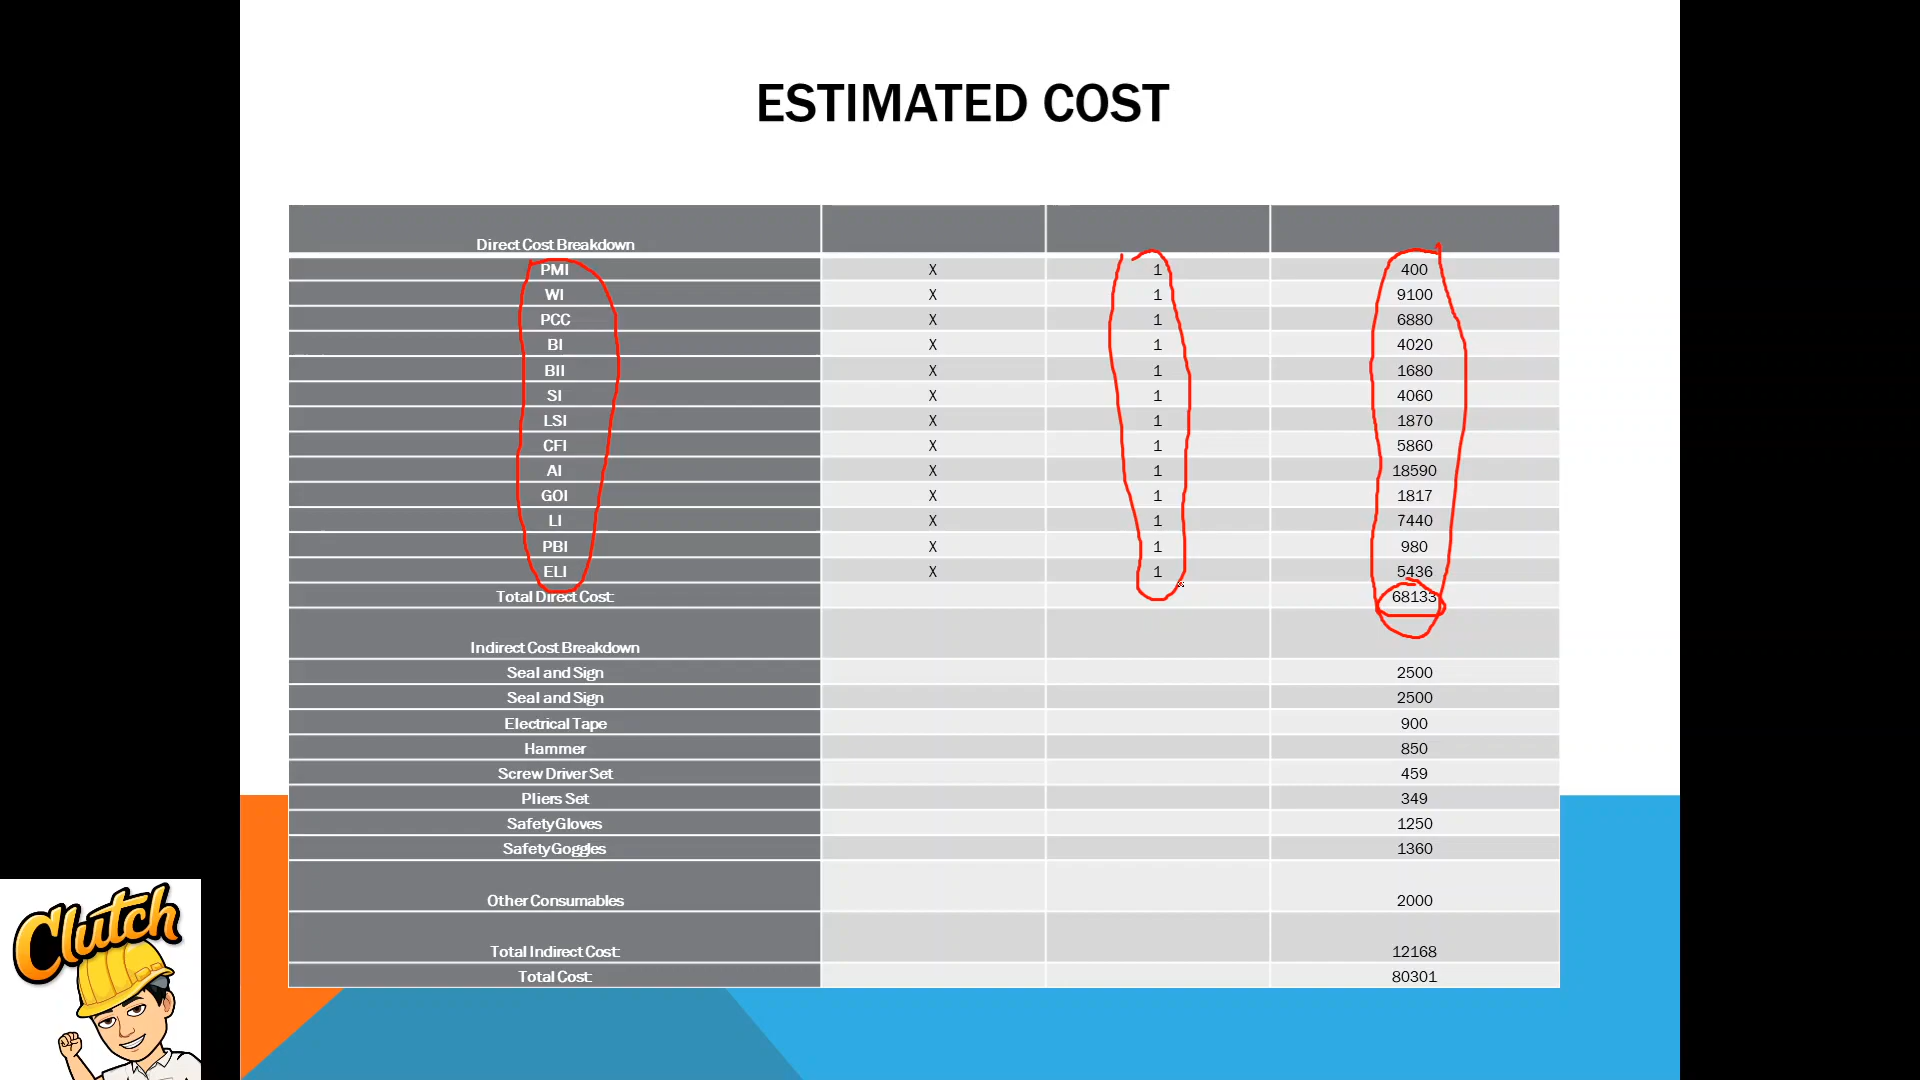 ESTIMATED COST
Direct Cost Breakdown
PMI X 1 400
WI X 1 9100
PCC X 1 6880
BI X 1 4020
BII X 1 1680
SI X 1 4060
LSI X 1 1870
CFI X 1 5860
AI X 1 18590
GOI X 1 1817
LI X 1 7440
PBI X 1 980
ELI X 1 5436
Total Direct Cost: 68133
Indirect Cost Breakdown
Seal and Sign 2500
Seal and Sign 2500
Electrical Tape 900
Hammer 850
Screw Driver Set 459
Pliers Set 349
Safety Gloves 1250
Safety Goggles 1360
Other Consumables 2000
Total Indirect Cost: 12168
Total Cost: 80301
Clutch